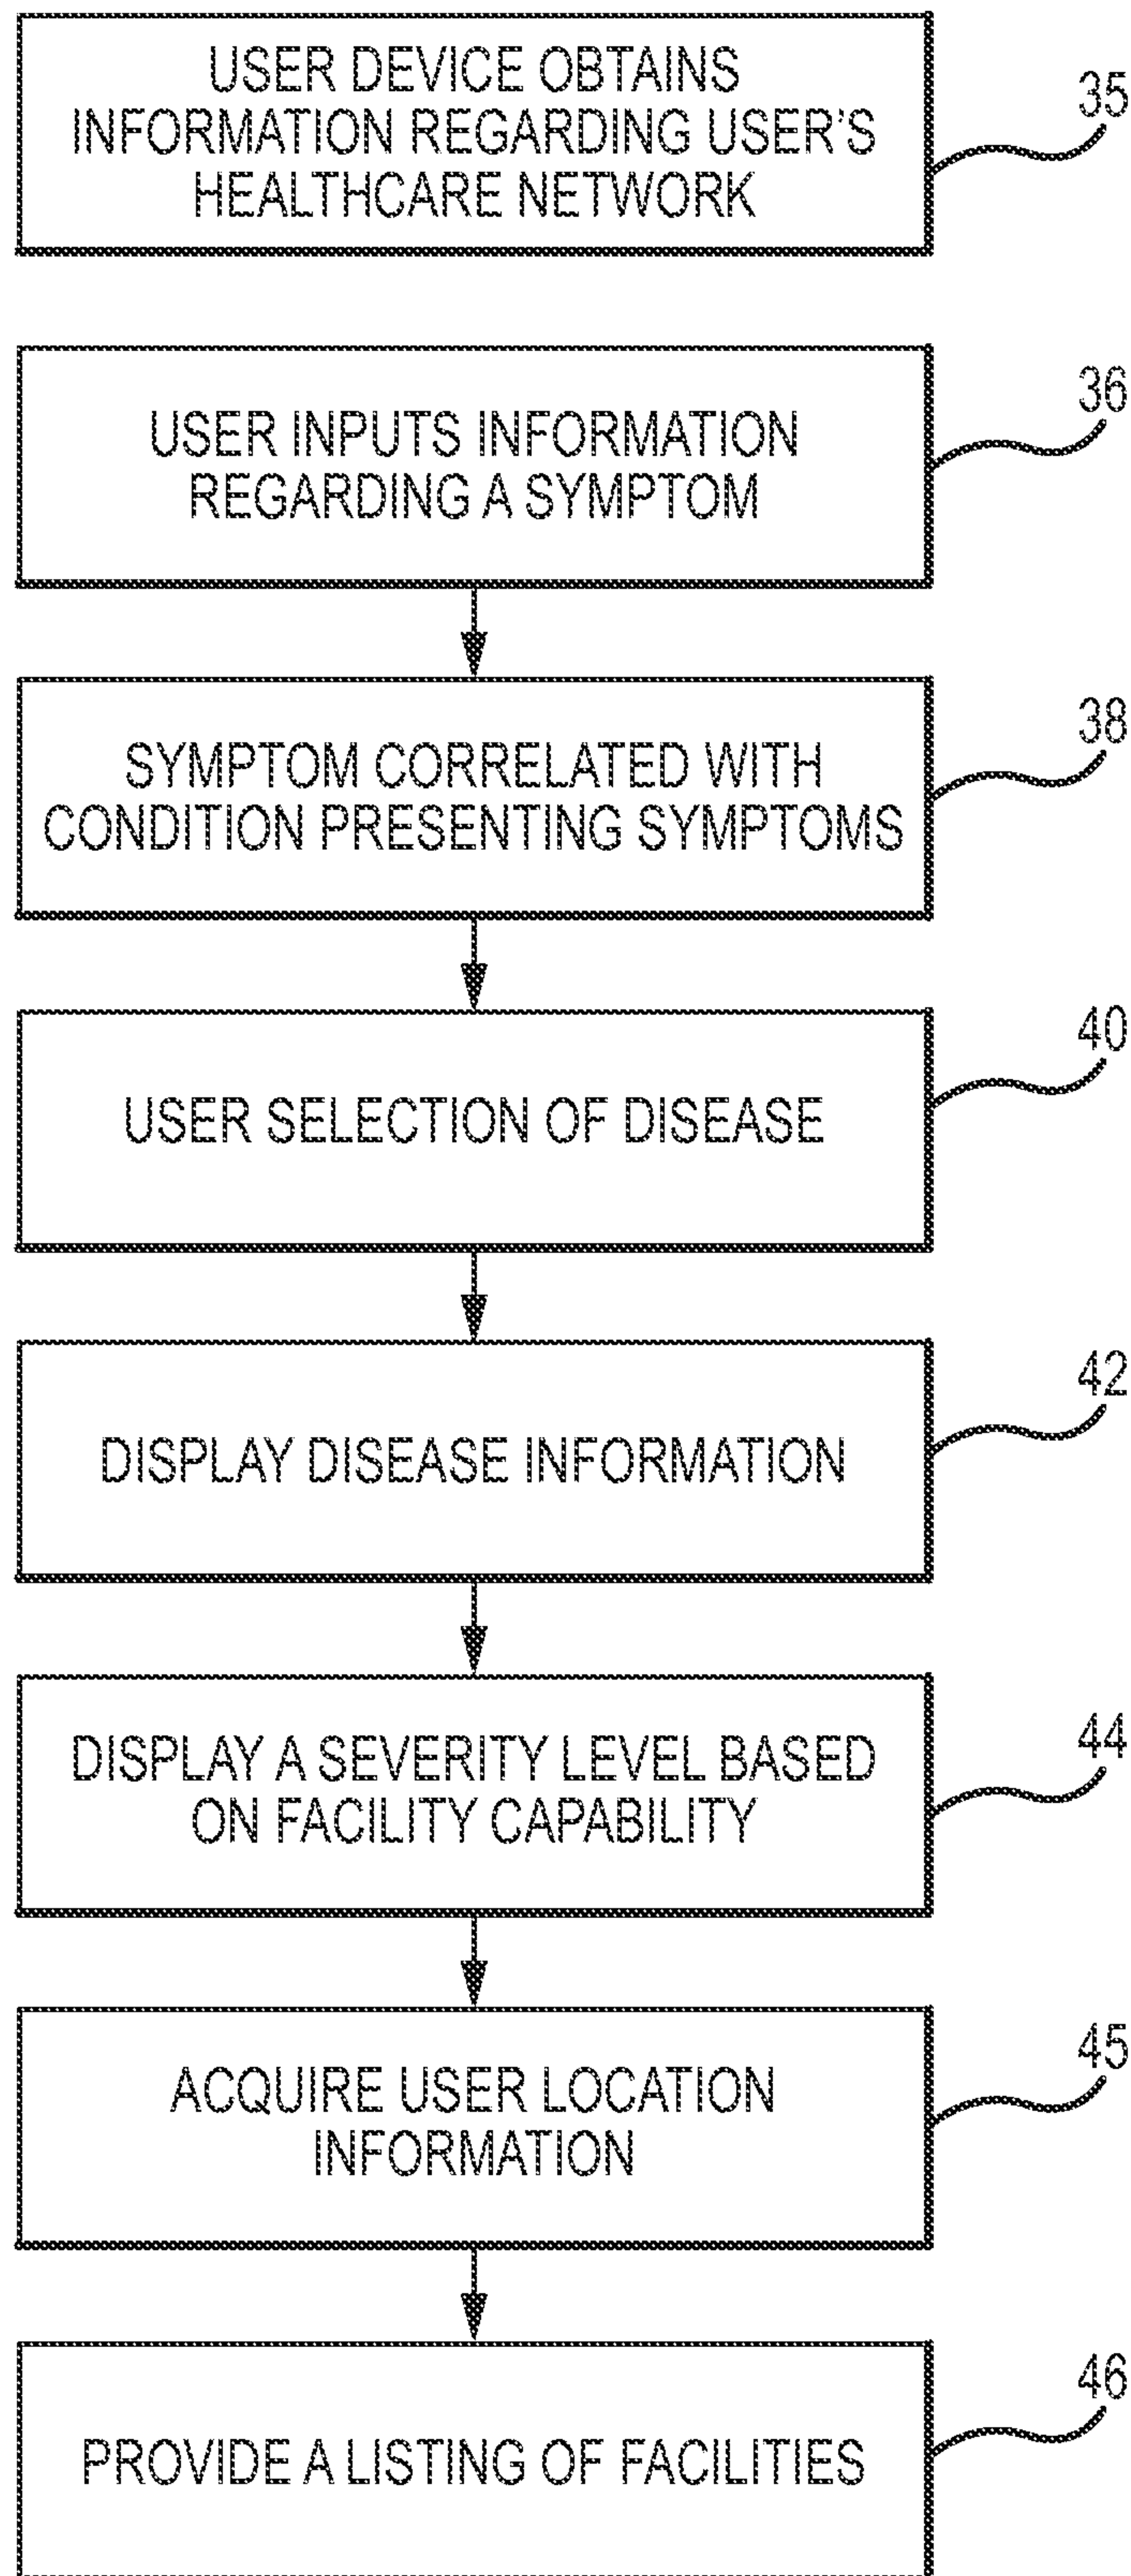 USER DEVICE OBTAINS
INFORMATION REGARDING USER'S
HEALTHCARE NETWORK
35
USER INPUTS INFORMATION
REGARDING A SYMPTOM
36
SYMPTOM CORRELATED WITH
CONDITION PRESENTING SYMPTOMS
38
USER SELECTION OF DISEASE
40
DISPLAY DISEASE INFORMATION
42
DISPLAY A SEVERITY LEVEL BASED
ON FACILITY CAPABILITY
44
ACQUIRE USER LOCATION
INFORMATION
45
PROVIDE A LISTING OF FACILITIES
46